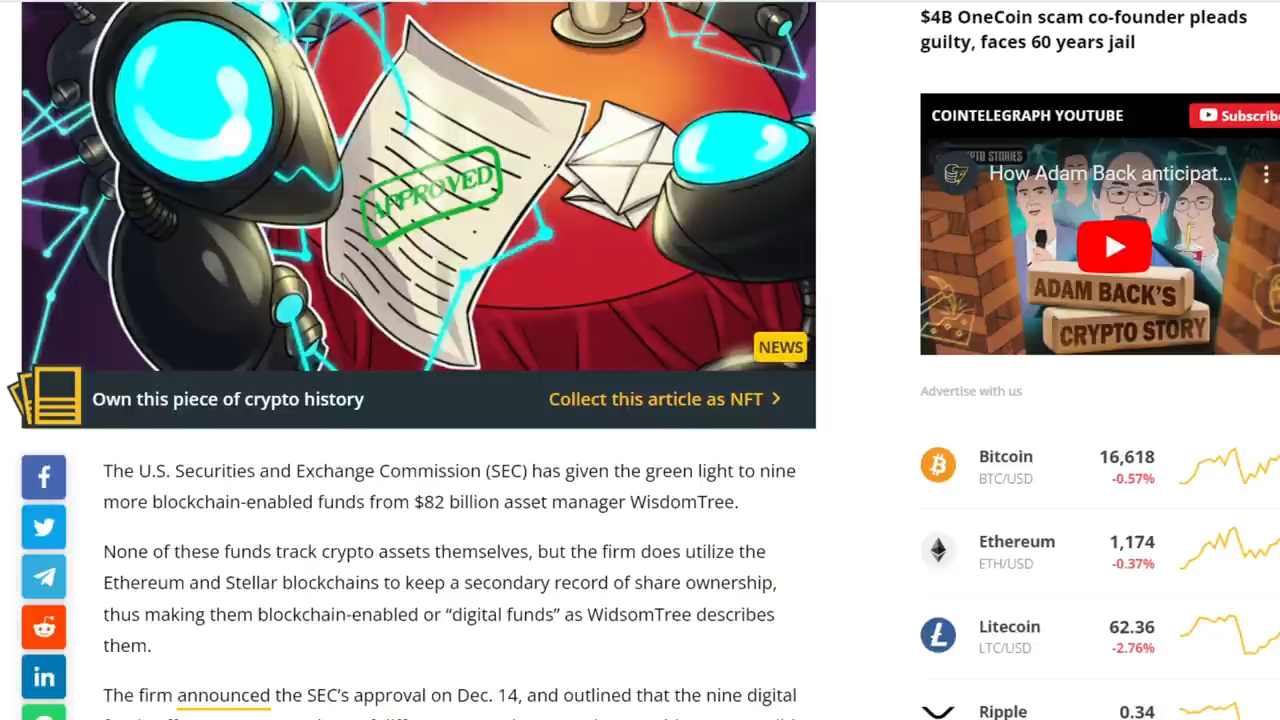 $4B OneCoin scam co-founder pleads
guilty, faces 60 years jail
APPROVED
NEWS
Own this piece of crypto history
Collect this article as NFT
COINTELEGRAPH YOUTUBE
Subscribe
CRYPTO STORIES
How Adam Back anticipat...
ADAM BACK'S
CRYPTO STORY
Advertise with us
The U.S. Securities and Exchange Commission (SEC) has given the green light to nine
more blockchain-enabled funds from $82 billion asset manager WisdomTree.
None of these funds track crypto assets themselves, but the firm does utilize the
Ethereum and Stellar blockchains to keep a secondary record of share ownership,
thus making them blockchain-enabled or “digital funds” as WidsomTree describes
them.
The firm announced the SEC’s approval on Dec. 14, and outlined that the nine digital
Bitcoin 16,618
BTC/USD -0.57%
Ethereum 1,174
ETH/USD -0.37%
Litecoin 62.36
LTC/USD -2.76%
Ripple 0.34